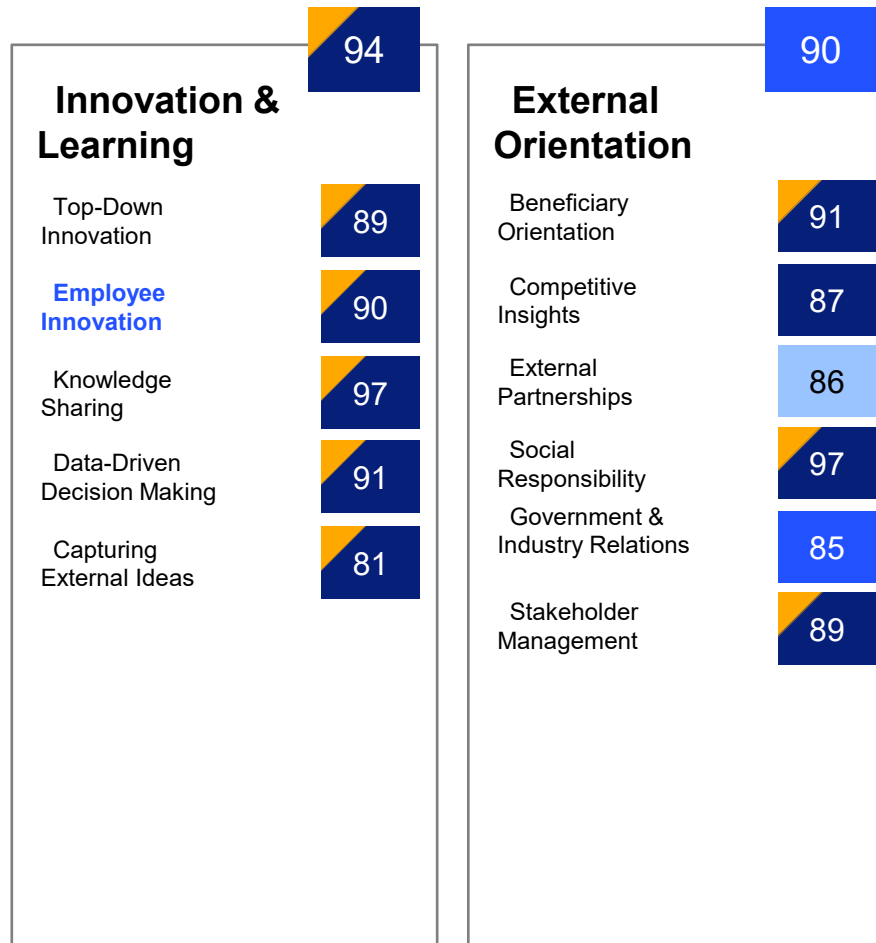 94
Innovation &
Learning
Top-Down
Innovation
89
Employee
Innovation
90
Knowledge
Sharing
97
Data-Driven
Decision Making
91
Capturing
External Ideas
81
90
External
Orientation
Beneficiary
Orientation
91
Competitive
Insights
87
External
Partnerships
86
Social
Responsibility
97
Government &
Industry Relations
85
Stakeholder
Management
89